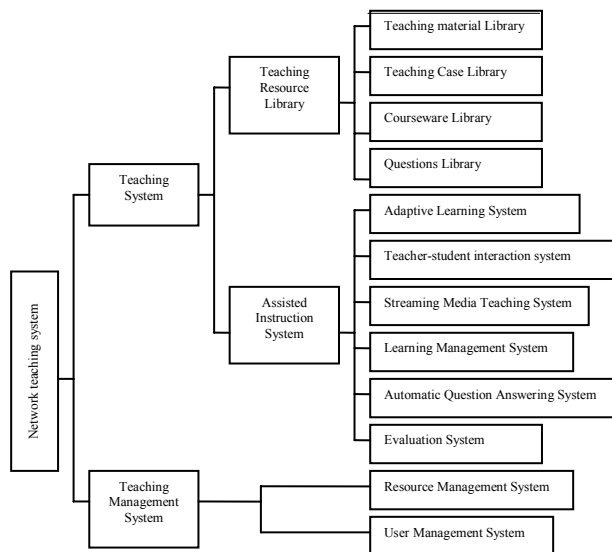 Network teaching system
Teaching
System
Teaching
Management
System
Teaching
Resource
Library
Assisted
Instruction
System
Teaching material Library
Teaching Case Library
Courseware Library
Questions Library
Adaptive Learning System
Teacher-student interaction system
Streaming Media Teaching System
Learning Management System
Automatic Question Answering System
Evaluation System
Resource Management System
User Management System